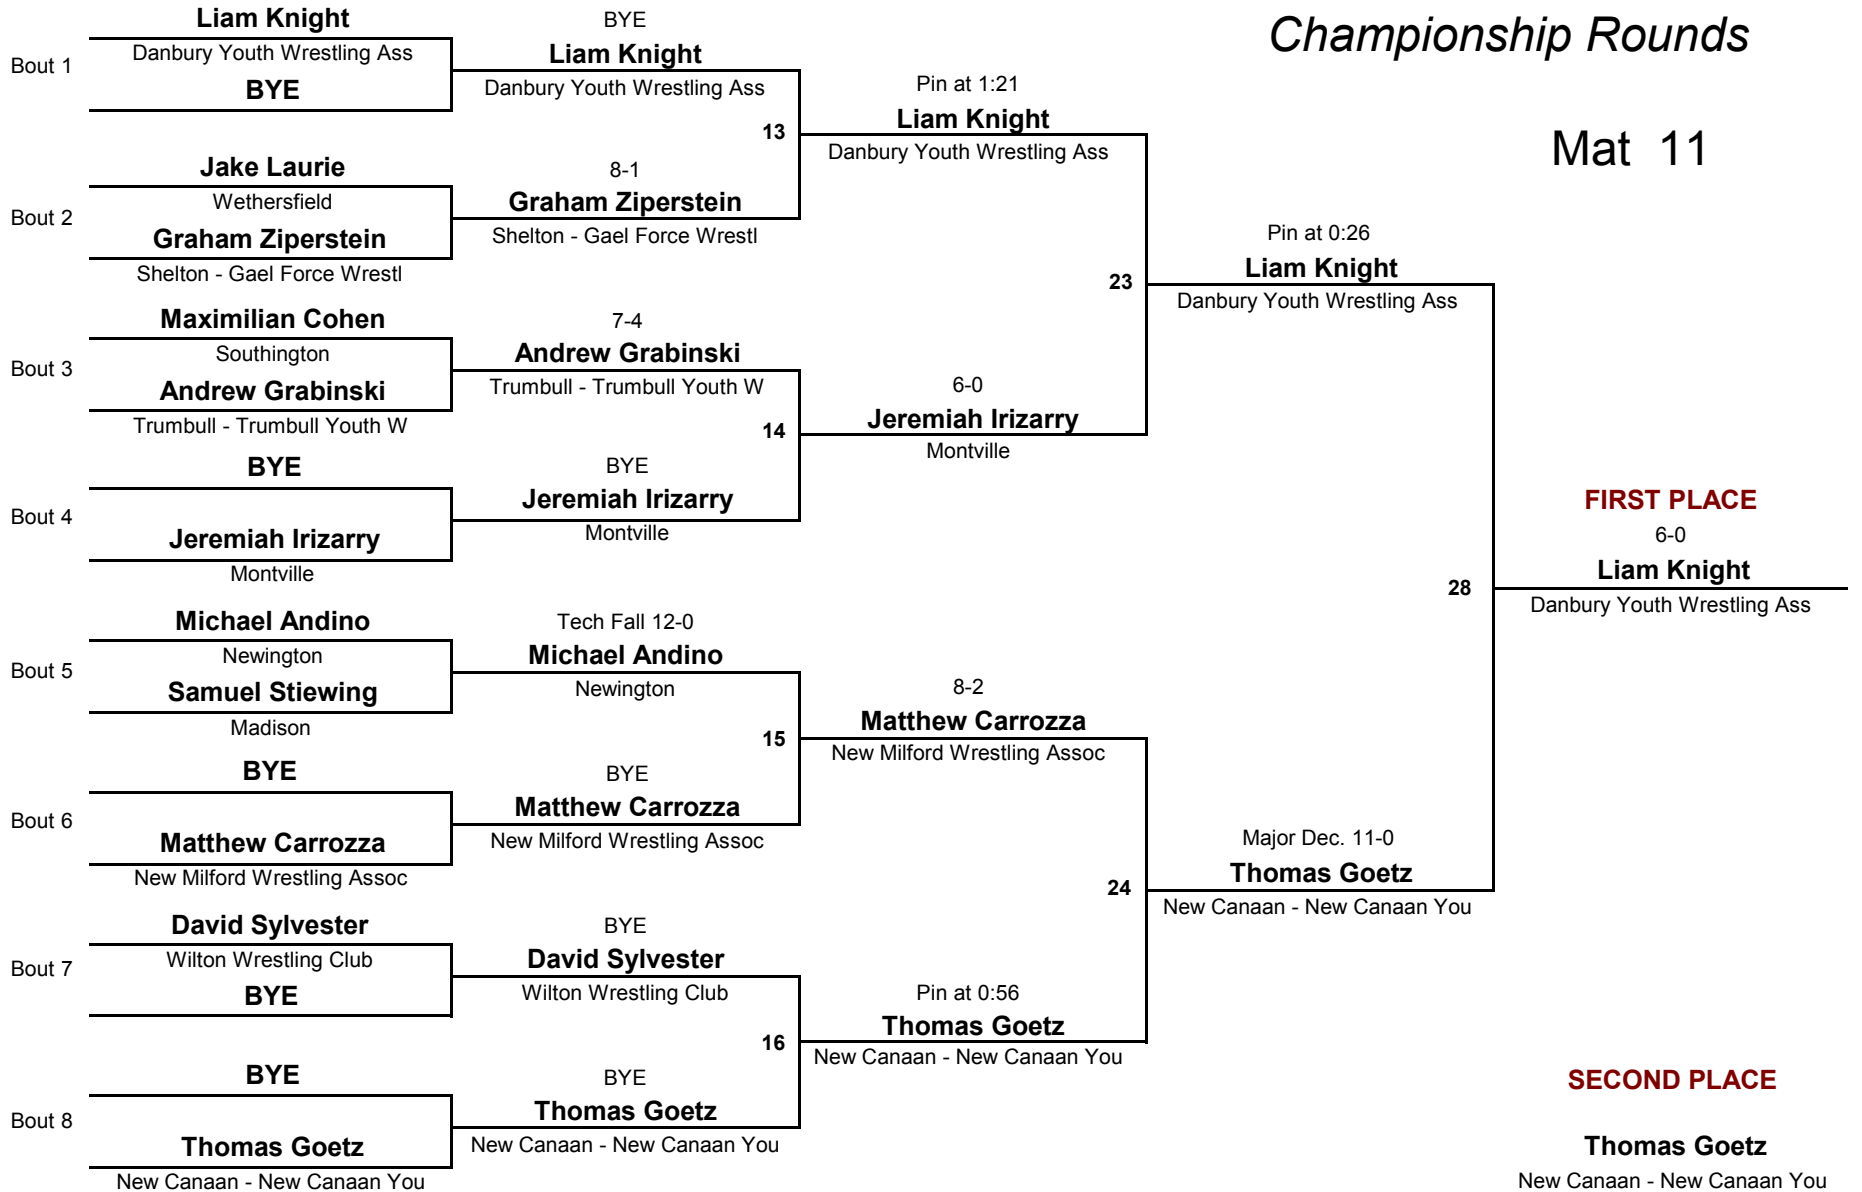 Championship Rounds
Mat 11
Bout 1
Liam Knight
Danbury Youth Wrestling Ass
BYE
Bout 2
Jake Laurie
Wethersfield
Graham Ziperstein
Shelton - Gael Force Wrestl
Bout 3
Maximilian Cohen
Southington
Andrew Grabinski
Trumbull - Trumbull Youth W
Bout 4
BYE
Jeremiah Irizarry
Montville
Bout 5
Michael Andino
Newington
Samuel Stiewing
Madison
Bout 6
BYE
Matthew Carrozza
New Milford Wrestling Assoc
Bout 7
David Sylvester
Wilton Wrestling Club
BYE
Bout 8
BYE
Thomas Goetz
New Canaan - New Canaan You
BYE
Liam Knight
Danbury Youth Wrestling Ass
13
8-1
Graham Ziperstein
Shelton - Gael Force Wrestl
7-4
Andrew Grabinski
Trumbull - Trumbull Youth W
14
BYE
Jeremiah Irizarry
Montville
Tech Fall 12-0
Michael Andino
Newington
15
BYE
Matthew Carrozza
New Milford Wrestling Assoc
BYE
David Sylvester
Wilton Wrestling Club
16
BYE
Thomas Goetz
New Canaan - New Canaan You
Pin at 1:21
Liam Knight
Danbury Youth Wrestling Ass
23
6-0
Jeremiah Irizarry
Montville
8-2
Matthew Carrozza
New Milford Wrestling Assoc
24
Pin at 0:56
Thomas Goetz
New Canaan - New Canaan You
Pin at 0:26
Liam Knight
Danbury Youth Wrestling Ass
28
Major Dec. 11-0
Thomas Goetz
New Canaan - New Canaan You
FIRST PLACE
6-0
Liam Knight
Danbury Youth Wrestling Ass
SECOND PLACE
Thomas Goetz
New Canaan - New Canaan You